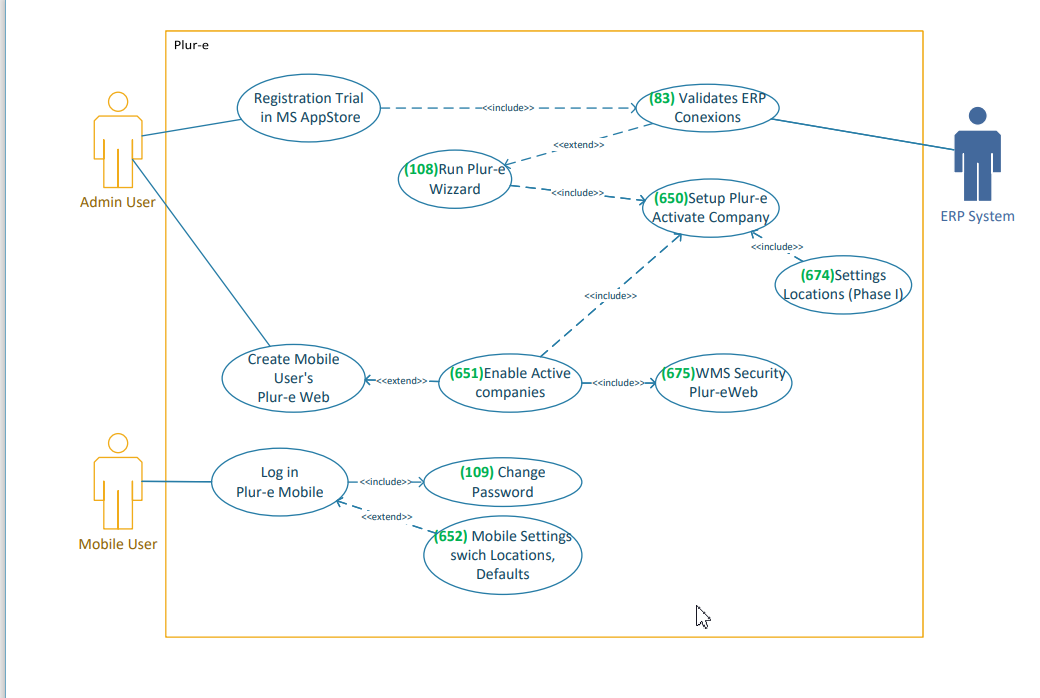 Plur-e
Registration Trial
in MS AppStore
<<include>>
(83) Validates ERP
Conexions
<<extend>>
(108)Run Plur-e
Wizzard
<<include>>
(650)Setup Plur-e
Activate Company
Admin User
ERP System
<<include>>
(674)Settings
Locations (Phase I)
<<include>>
Create Mobile
User's
Plur-e Web
<<extend>>
(651)Enable Active
companies
<<include>>
(675)WMS Security
Plur-eWeb
Log in
Plur-e Mobile
<<include>>
(109) Change
Password
<<extend>>
(652) Mobile Settings
swich Locations,
Defaults
Mobile User